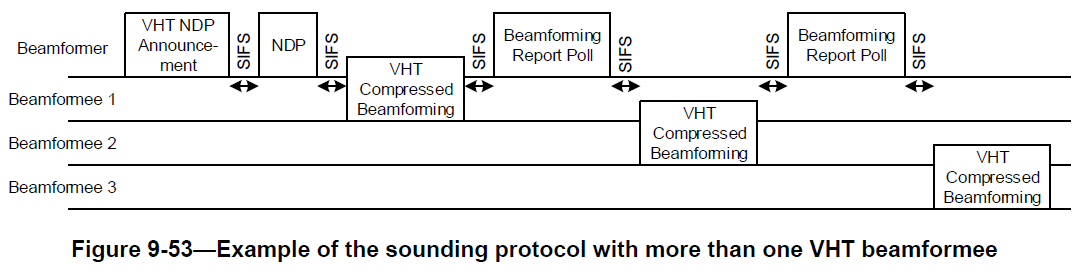 Beamformer
VHT NDP
Announce-
ment
SIFS
NDP
SIFS
VHT
Compressed
Beamforming
SIFS
Beamforming
Report Poll
SIFS
SIFS
Beamforming
Report Poll
SIFS
Beamformee 1
VHT
Compressed
Beamforming
Beamformee 2
VHT
Compressed
Beamforming
Beamformee 3
Figure 9-53—Example of the sounding protocol with more than one VHT beamformee